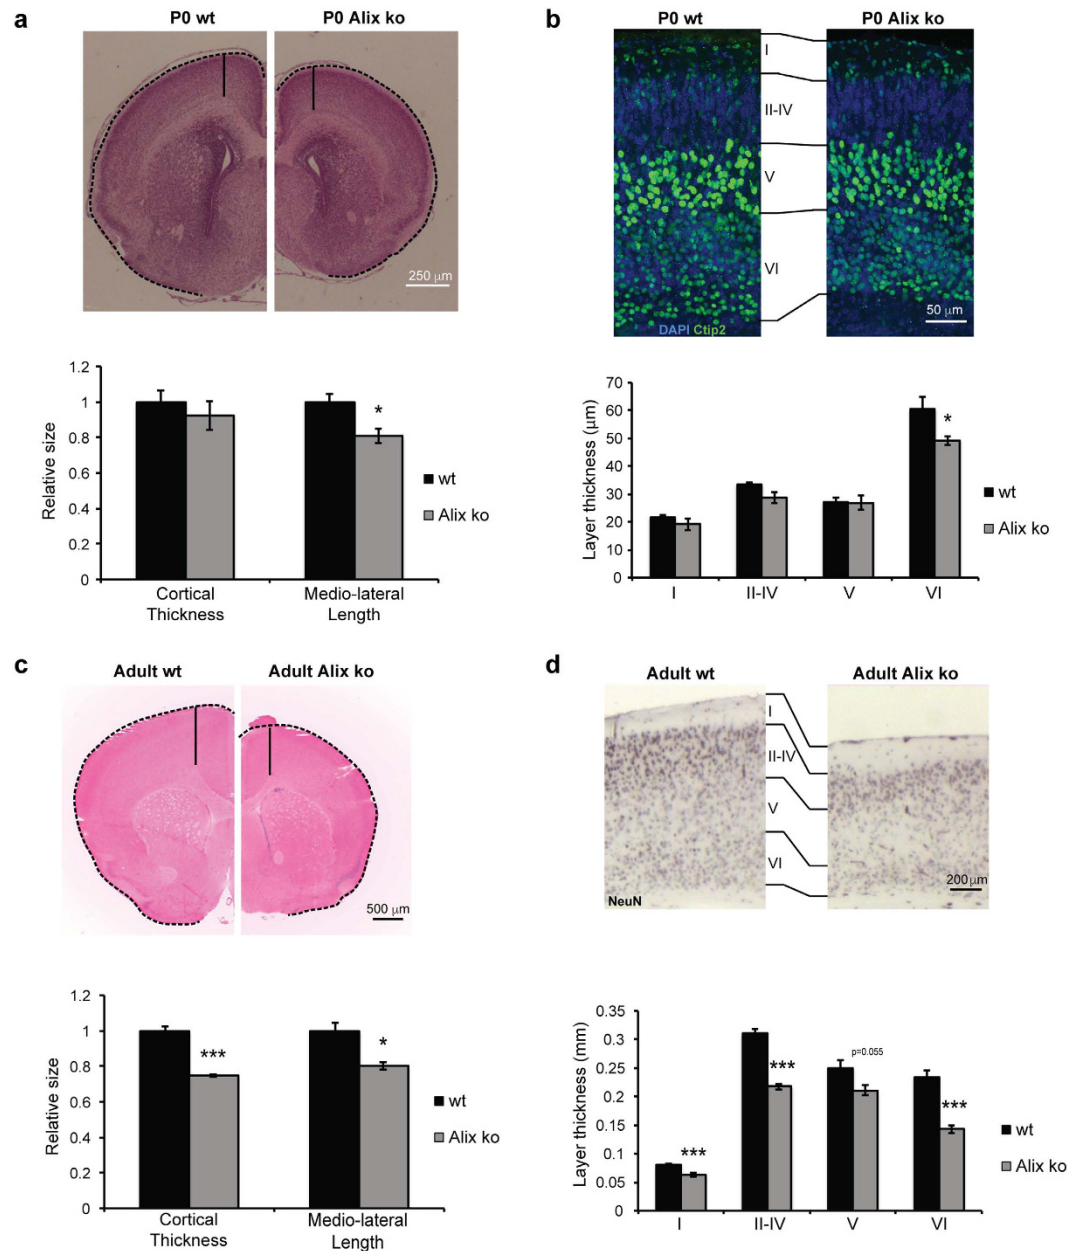 a
P0 wt
P0 Alix ko
250 μm
1.2
1
0.8
0.6
0.4
0.2
0
Relative size
*
wt
Alix ko
Cortical
Thickness
Medio-lateral
Length
b
P0 wt
P0 Alix ko
I
II-IV
V
VI
DAPI Ctip2
50 μm
70
60
50
40
30
20
10
0
Layer thickness (μm)
*
wt
Alix ko
I
II-IV
V
VI
c
Adult wt
Adult Alix ko
500 μm
1.2
1
0.8
0.6
0.4
0.2
0
Relative size
***
*
wt
Alix ko
Cortical
Thickness
Medio-lateral
Length
d
Adult wt
Adult Alix ko
I
II-IV
V
VI
NeuN
200 μm
0.35
0.3
0.25
0.2
0.15
0.1
0.05
0
Layer thickness (mm)
***
***
p=0.055
***
wt
Alix ko
I
II-IV
V
VI